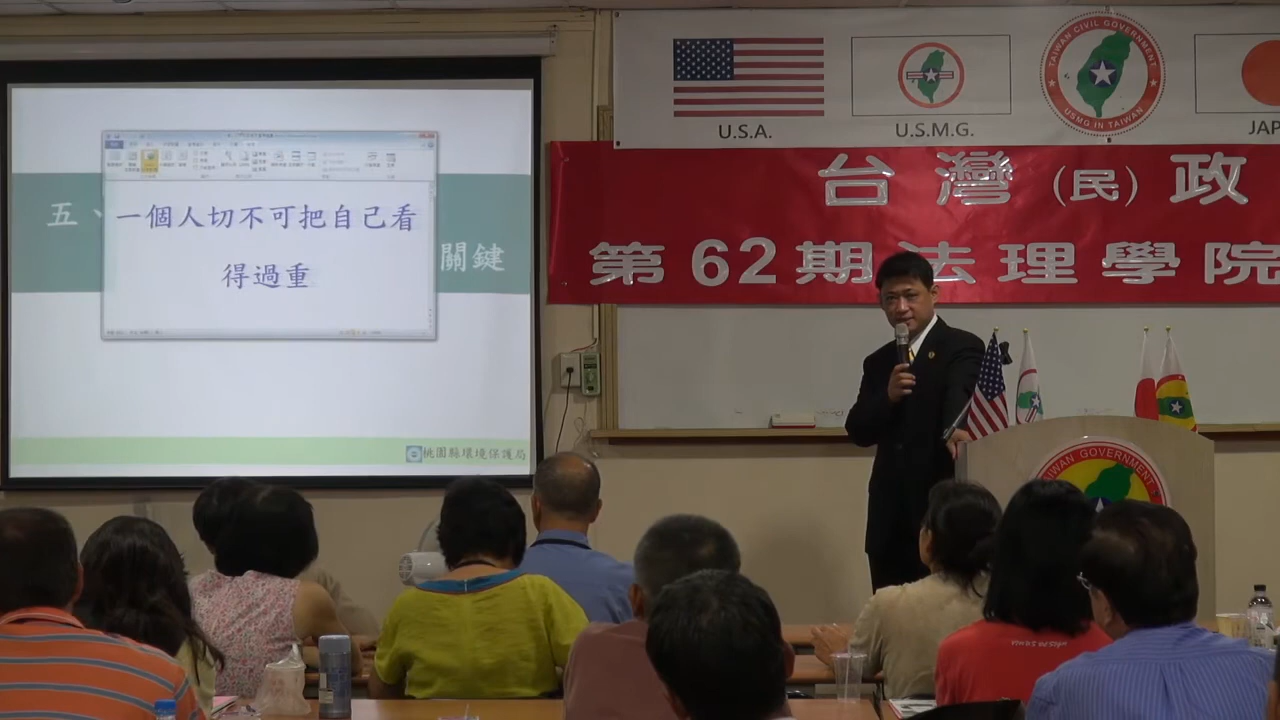 五、
一個人切不可把自己看
得過重
關鍵
桃園縣環境保護局
U.S.A.
U.S.M.G.
TAIWAN CIVIL GOVERNMENT
USMG IN TAIWAN
JAP
台灣(民)政
第62期法理學院
TAIWAN GOVERNMENT